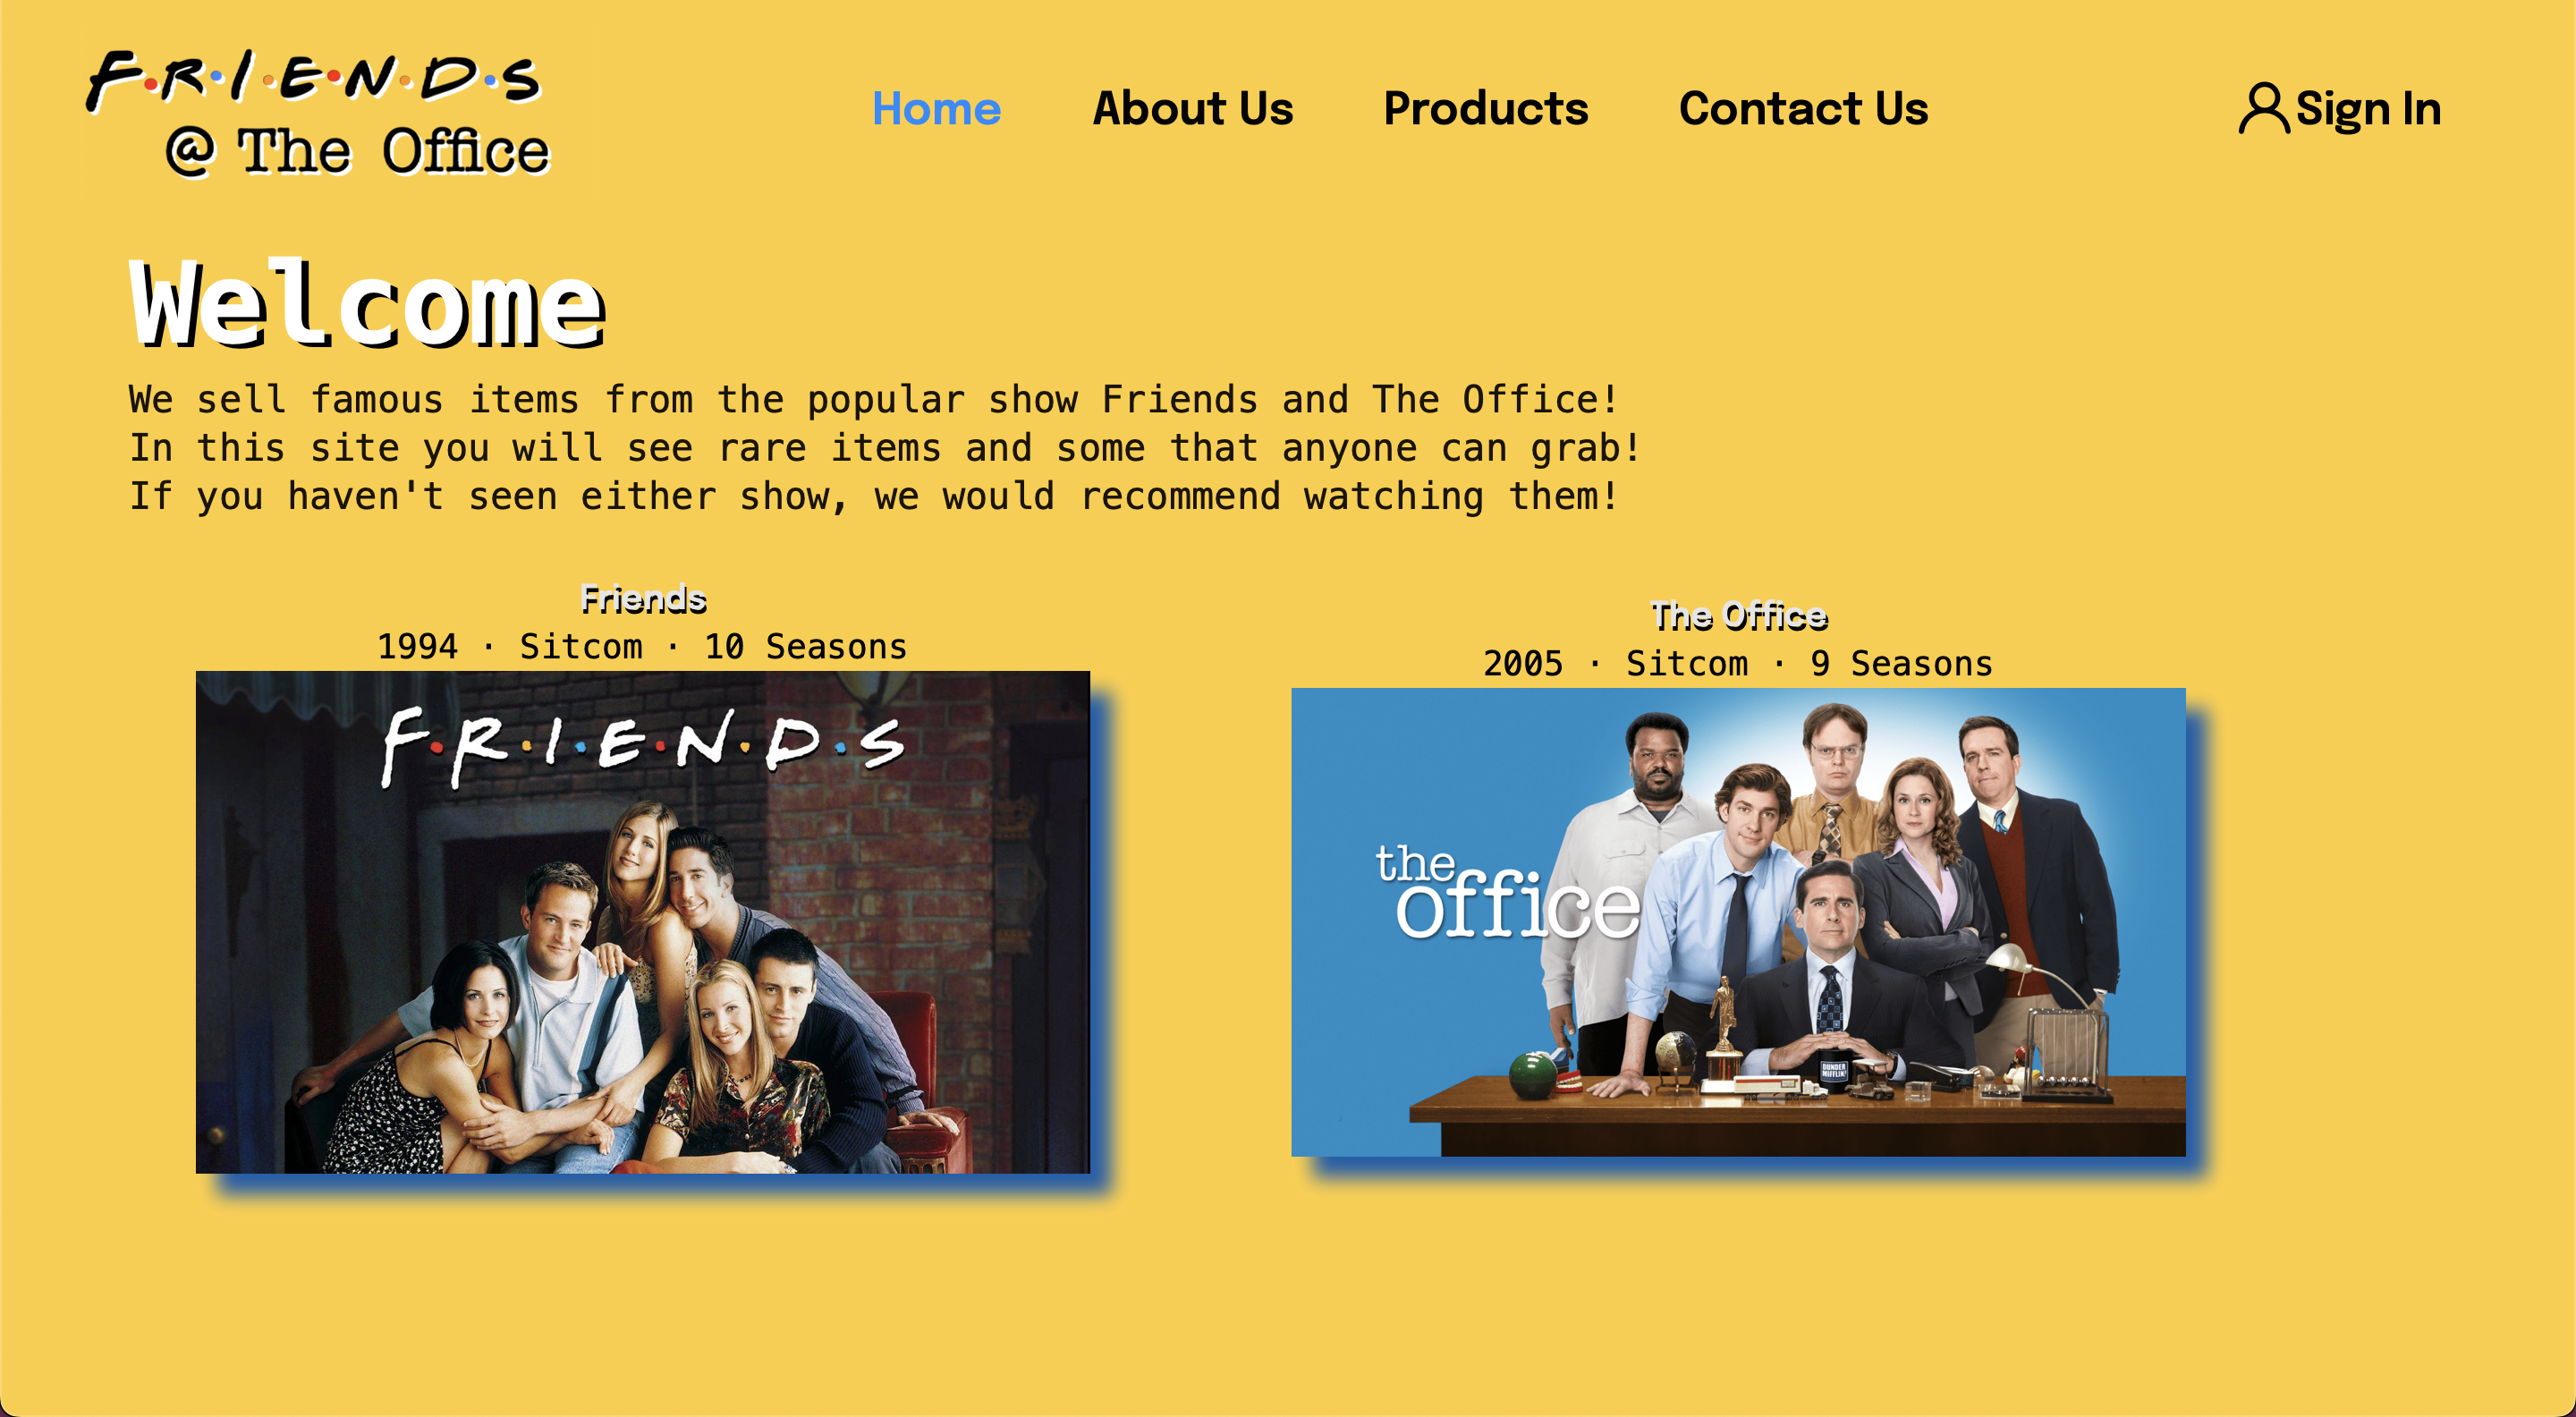 F·R·I·E·N·D·S
@ The Office
Home About Us Products Contact Us Sign In
Welcome
We sell famous items from the popular show Friends and The Office!
In this site you will see rare items and some that anyone can grab!
If you haven't seen either show, we would recommend watching them!
Friends
1994 · Sitcom · 10 Seasons
F·R·I·E·N·D·S
The Office
2005 · Sitcom · 9 Seasons
the
office
DUNDER
MIFFLIN